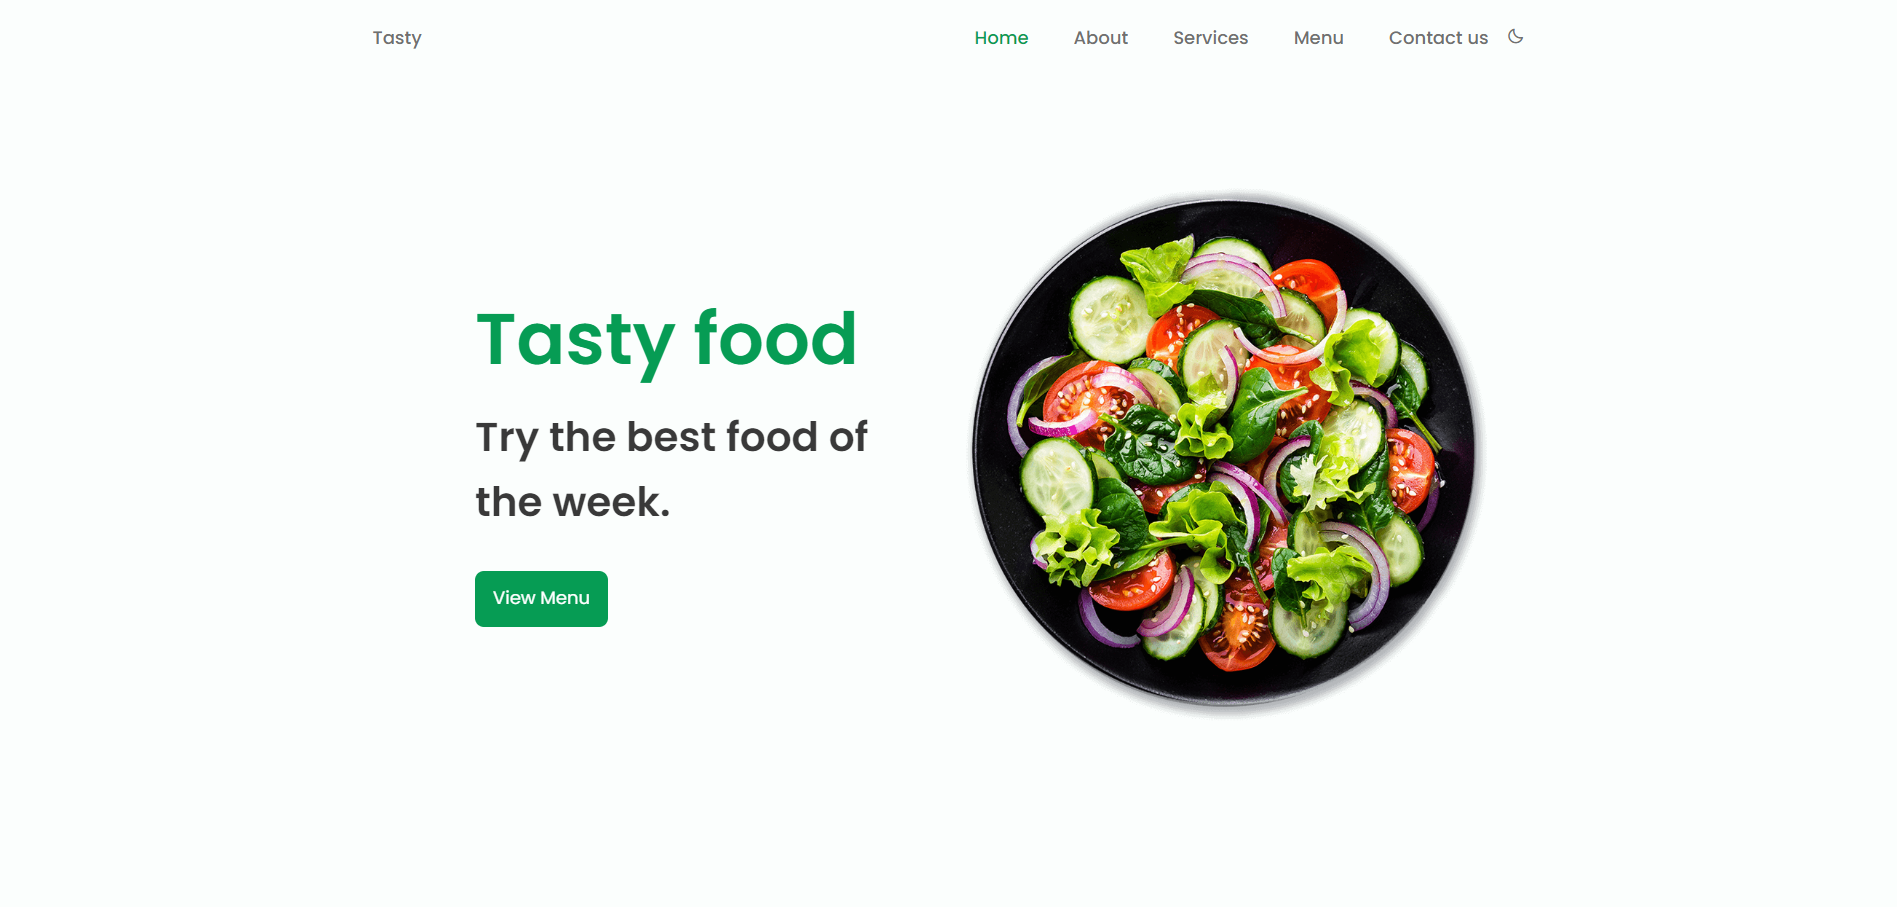 Tasty
Home About Services Menu Contact us
Tasty food
Try the best food of
the week.
View Menu